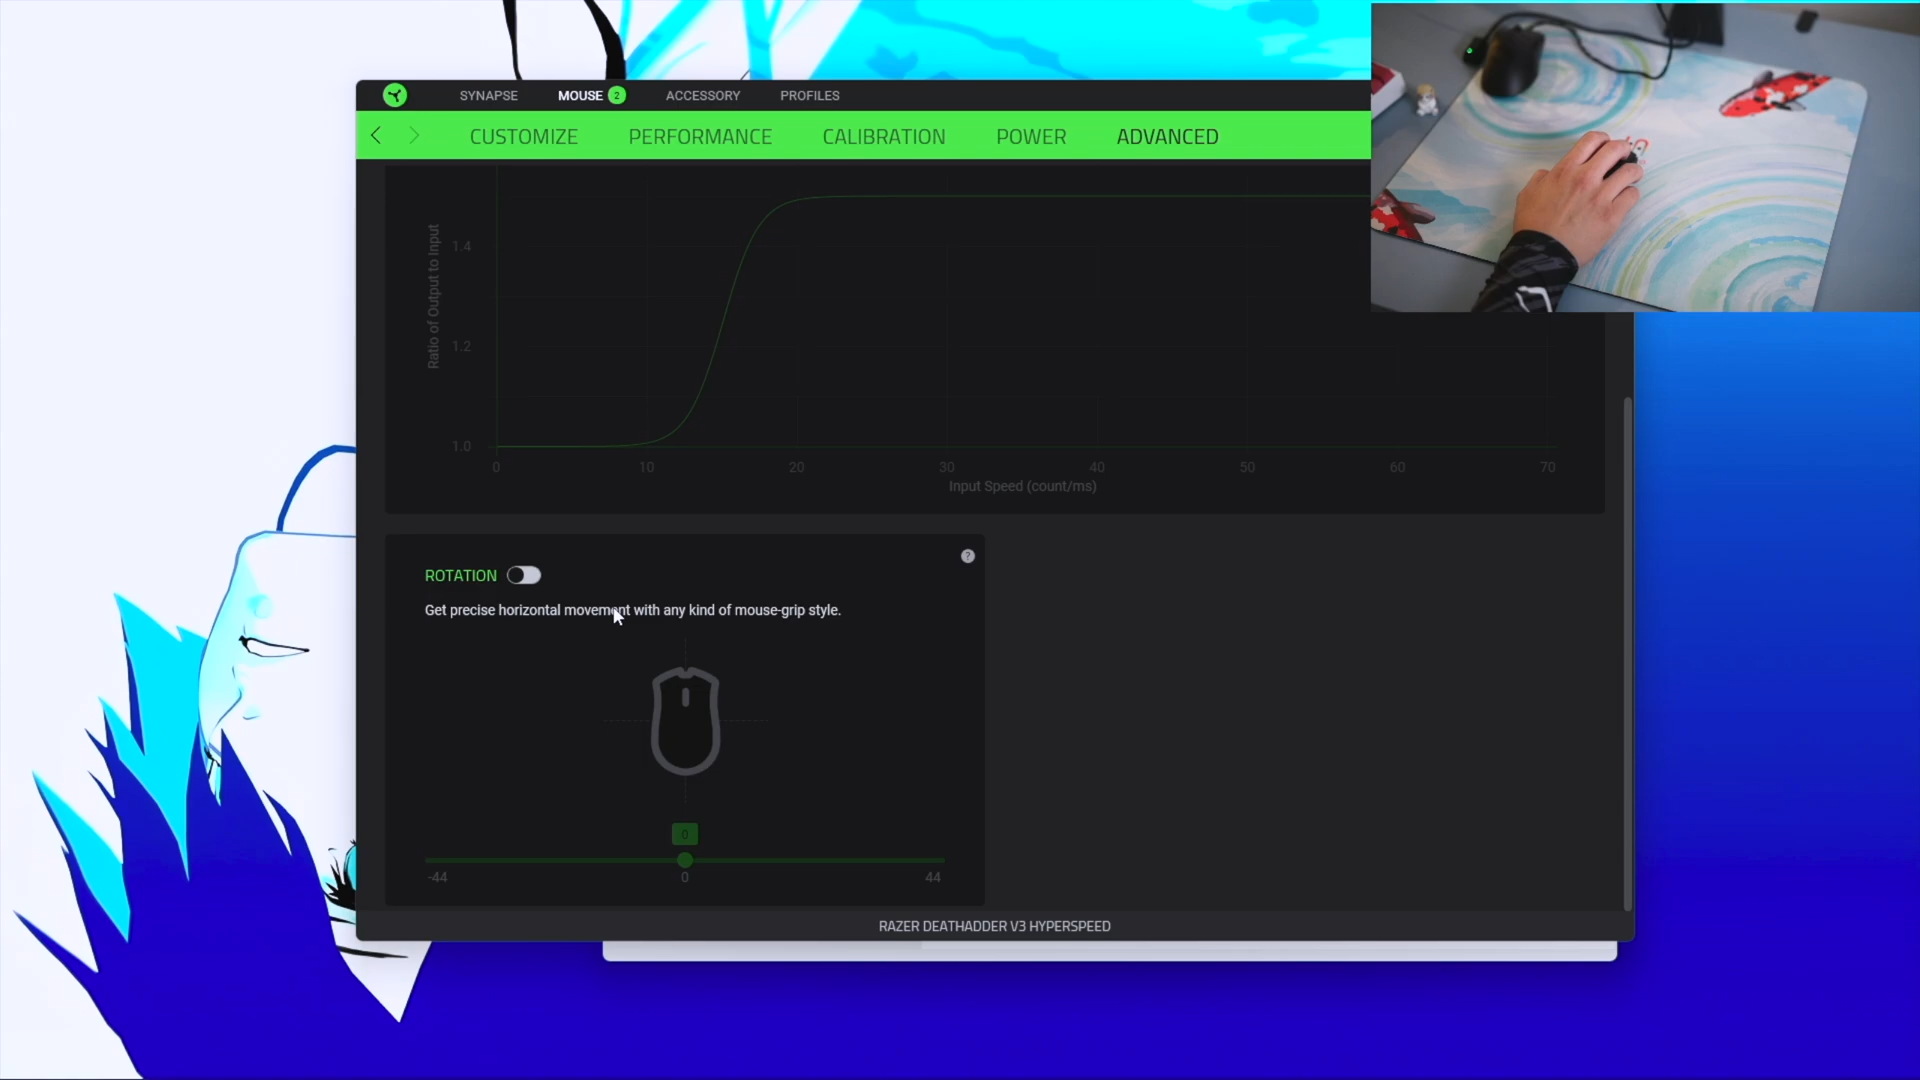 SYNAPSE MOUSE 2 ACCESSORY PROFILES
CUSTOMIZE PERFORMANCE CALIBRATION POWER ADVANCED
Ratio of Output to Input
1.4
1.2
1.0
0 10 20 30 40 50 60 70
Input Speed (count/ms)
ROTATION
?
Get precise horizontal movement with any kind of mouse-grip style.
0
-44 0 44
RAZER DEATHADDER V3 HYPERSPEED